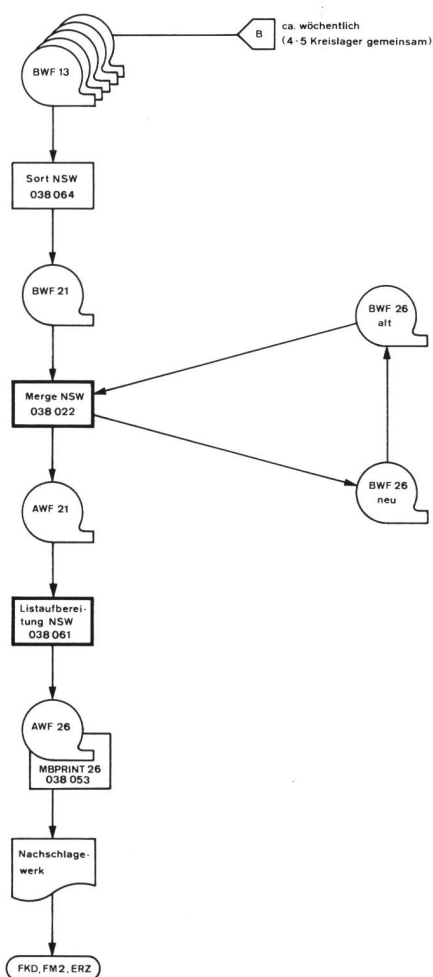 B
ca. wöchentlich
(4-5 Kreislager gemeinsam)
BWF 13
Sort NSW
038 064
BWF 21
BWF 26
alt
Merge NSW
038 022
BWF 26
neu
AWF 21
Listaufberei-
tung NSW
038 061
AWF 26
MBPRINT 26
038 053
Nachschlage-
werk
FKD, FM2, ERZ